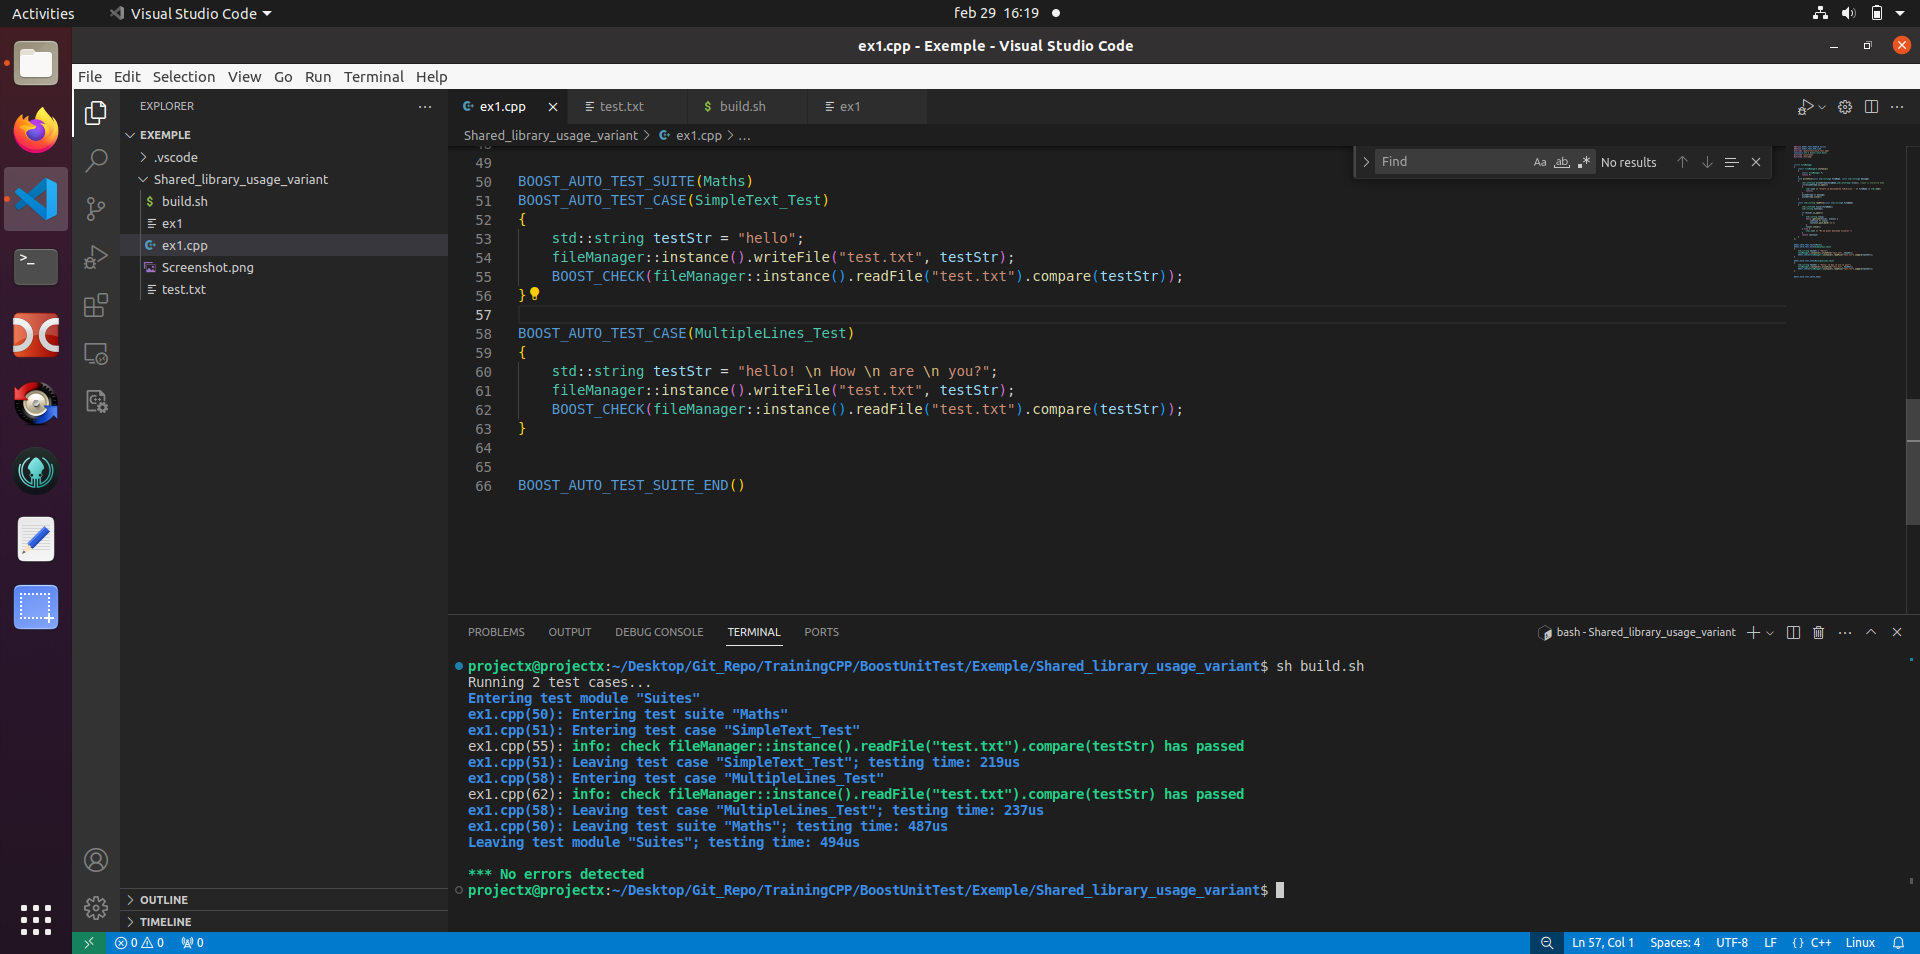 Activities
Visual Studio Code
feb 29 16:19
ex1.cpp - Exemple - Visual Studio Code
File Edit Selection View Go Run Terminal Help
EXPLORER
EXEMPLE
.vscode
Shared_library_usage_variant
$ build.sh
ex1
ex1.cpp
Screenshot.png
test.txt
OUTLINE
TIMELINE
ex1.cpp
test.txt
$ build.sh
ex1
Shared_library_usage_variant > ex1.cpp > ...
Find
Aa ab .*
No results
49
50 BOOST_AUTO_TEST_SUITE(Maths)
51 BOOST_AUTO_TEST_CASE(SimpleText_Test)
52 {
53 std::string testStr = "hello";
54 fileManager::instance().writeFile("test.txt", testStr);
55 BOOST_CHECK(fileManager::instance().readFile("test.txt").compare(testStr));
56 }
57
58 BOOST_AUTO_TEST_CASE(MultipleLines_Test)
59 {
60 std::string testStr = "hello! \n How \n are \n you?";
61 fileManager::instance().writeFile("test.txt", testStr);
62 BOOST_CHECK(fileManager::instance().readFile("test.txt").compare(testStr));
63 }
64
65
66 BOOST_AUTO_TEST_SUITE_END()
PROBLEMS OUTPUT DEBUG CONSOLE TERMINAL PORTS
bash - Shared_library_usage_variant
projectx@projectx:~/Desktop/Git_Repo/TrainingCPP/BoostUnitTest/Exemple/Shared_library_usage_variant$ sh build.sh
Running 2 test cases...
Entering test module "Suites"
ex1.cpp(50): Entering test suite "Maths"
ex1.cpp(51): Entering test case "SimpleText_Test"
ex1.cpp(55): info: check fileManager::instance().readFile("test.txt").compare(testStr) has passed
ex1.cpp(51): Leaving test case "SimpleText_Test"; testing time: 219us
ex1.cpp(58): Entering test case "MultipleLines_Test"
ex1.cpp(62): info: check fileManager::instance().readFile("test.txt").compare(testStr) has passed
ex1.cpp(58): Leaving test case "MultipleLines_Test"; testing time: 237us
ex1.cpp(50): Leaving test suite "Maths"; testing time: 487us
Leaving test module "Suites"; testing time: 494us
*** No errors detected
projectx@projectx:~/Desktop/Git_Repo/TrainingCPP/BoostUnitTest/Exemple/Shared_library_usage_variant$
0 0 0
Ln 57, Col 1 Spaces: 4 UTF-8 LF {} C++ Linux